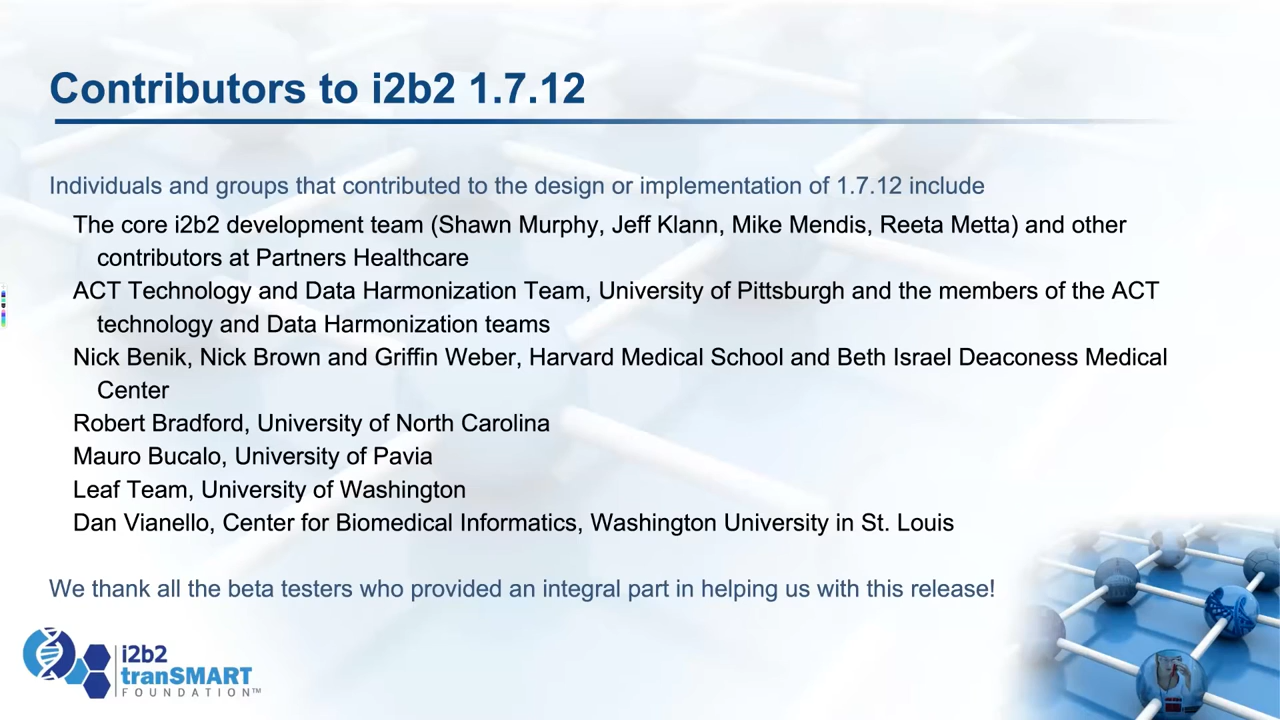 Contributors to i2b2 1.7.12
Individuals and groups that contributed to the design or implementation of 1.7.12 include
The core i2b2 development team (Shawn Murphy, Jeff Klann, Mike Mendis, Reeta Metta) and other
contributors at Partners Healthcare
ACT Technology and Data Harmonization Team, University of Pittsburgh and the members of the ACT
technology and Data Harmonization teams
Nick Benik, Nick Brown and Griffin Weber, Harvard Medical School and Beth Israel Deaconess Medical
Center
Robert Bradford, University of North Carolina
Mauro Bucalo, University of Pavia
Leaf Team, University of Washington
Dan Vianello, Center for Biomedical Informatics, Washington University in St. Louis
We thank all the beta testers who provided an integral part in helping us with this release!
i2b2
tranSMART
FOUNDATION™